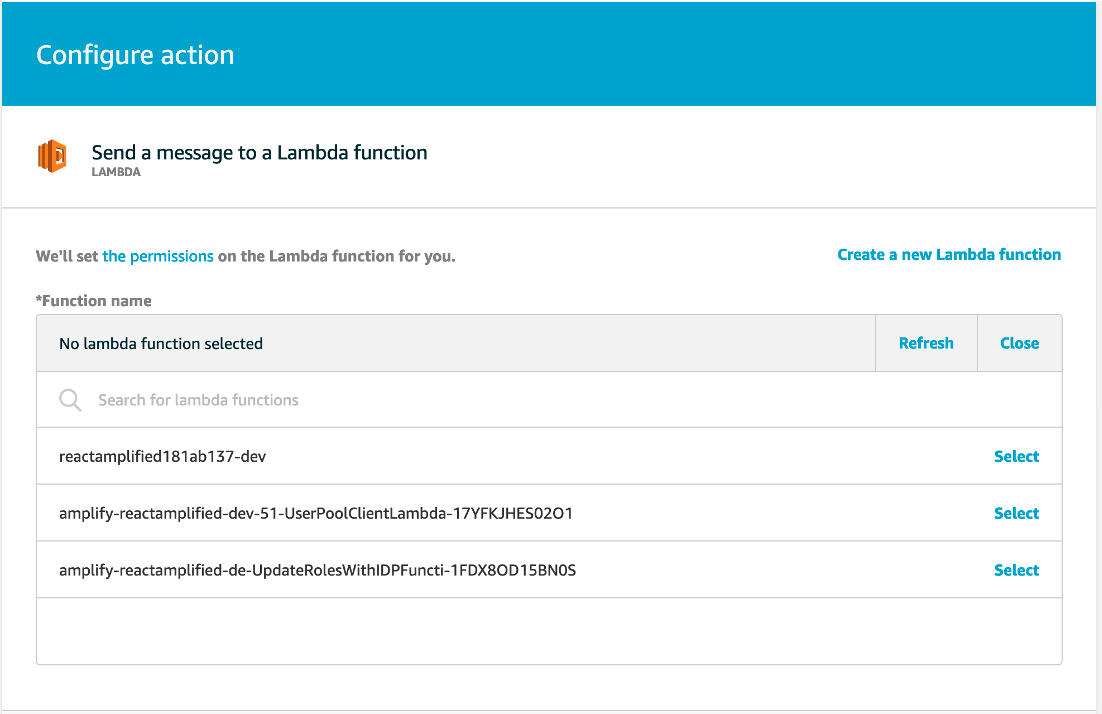 Configure action
Send a message to a Lambda function
LAMBDA
We'll set the permissions on the Lambda function for you.
Create a new Lambda function
*Function name
No lambda function selected
Refresh
Close
Search for lambda functions
reactamplified181ab137-dev
Select
amplify-reactamplified-dev-51-UserPoolClientLambda-17YFKJHES02O1
Select
amplify-reactamplified-de-UpdateRolesWithIDPFuncti-1FDX8OD15BN0S
Select